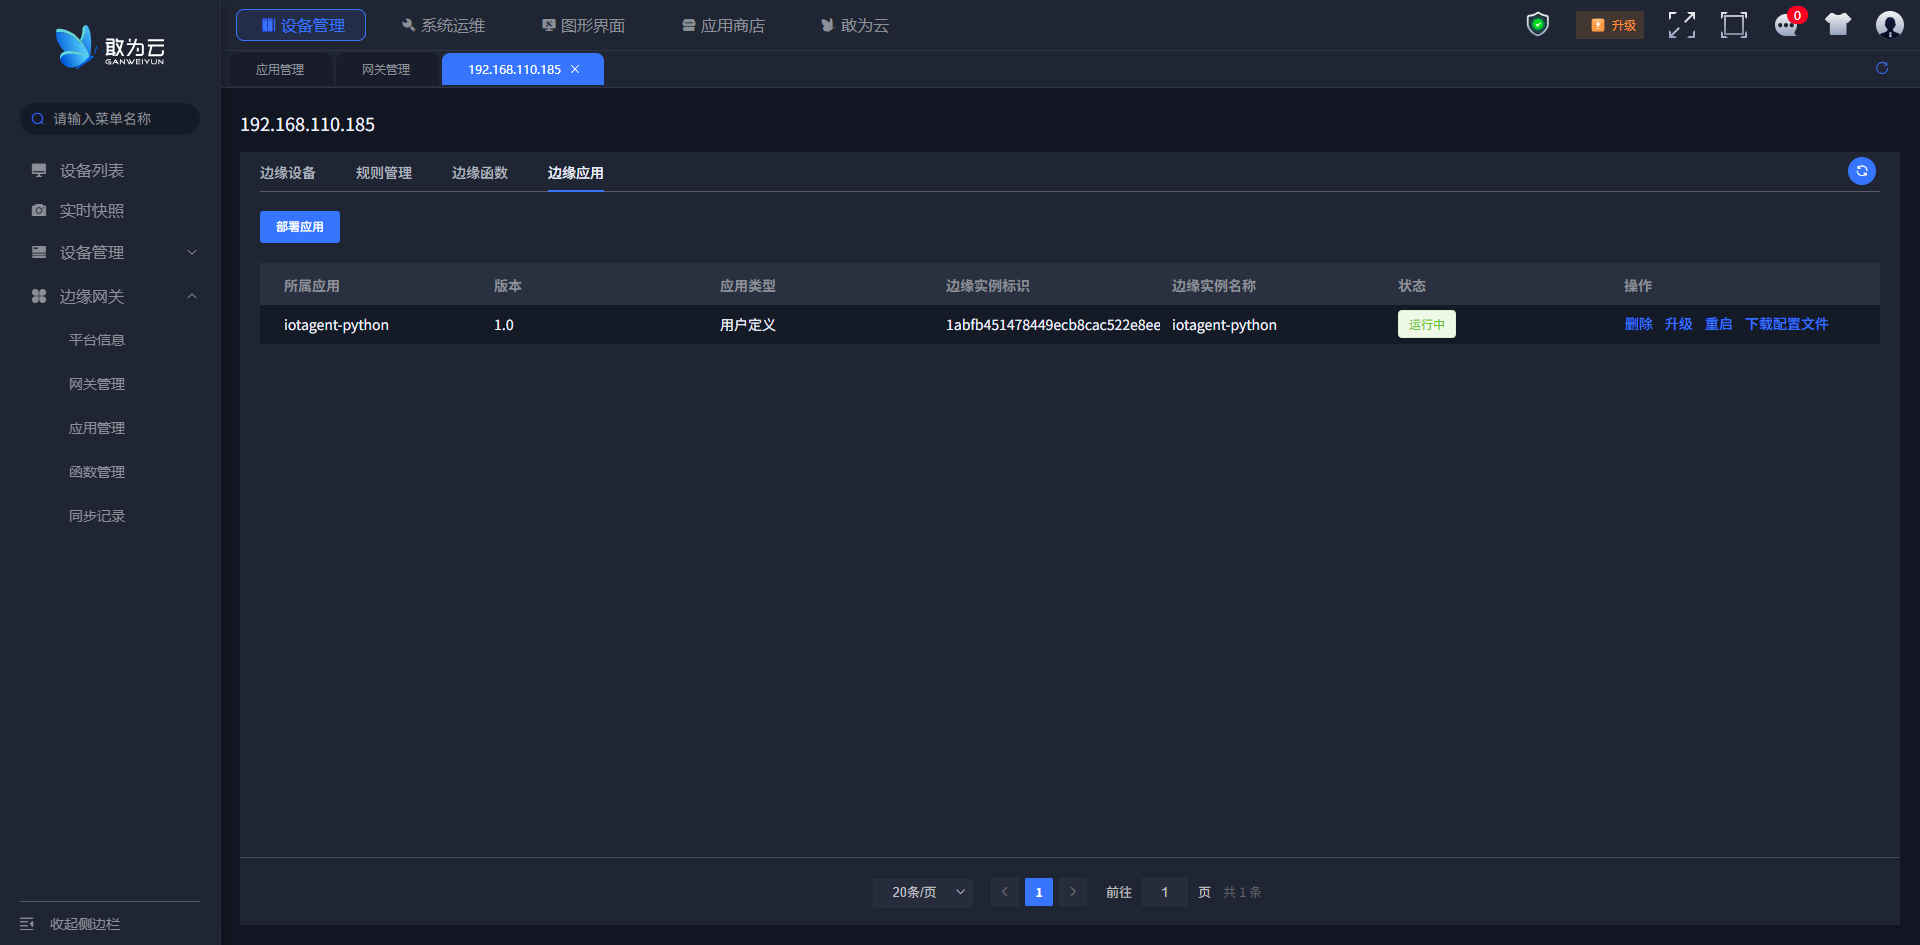 敢为云
GANWEIYUN
请输入菜单名称
设备列表
实时快照
设备管理
边缘网关
平台信息
网关管理
应用管理
函数管理
同步记录
收起侧边栏
设备管理 系统运维 图形界面 应用商店 敢为云 升级 0
应用管理 网关管理 192.168.110.185
192.168.110.185
边缘设备 规则管理 边缘函数 边缘应用
部署应用
所属应用 版本 应用类型 边缘实例标识 边缘实例名称 状态 操作
iotagent-python 1.0 用户定义 1abfb451478449ecb8cac522e8ee iotagent-python 运行中 删除 升级 重启 下载配置文件
20条/页 1 前往 1 页 共 1 条